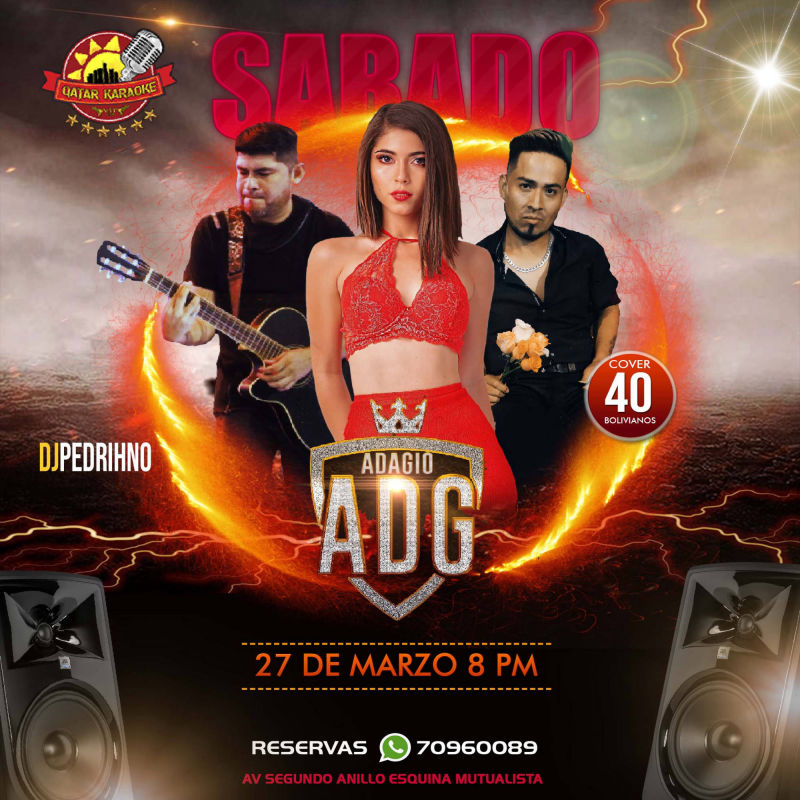 SABADO
QATAR KARAOKE
COVER
40
BOLIVIANOS
DJPEDRIHNO
ADAGIO
ADG
27 DE MARZO 8 PM
RESERVAS 70960089
AV SEGUNDO ANILLO ESQUINA MUTUALISTA